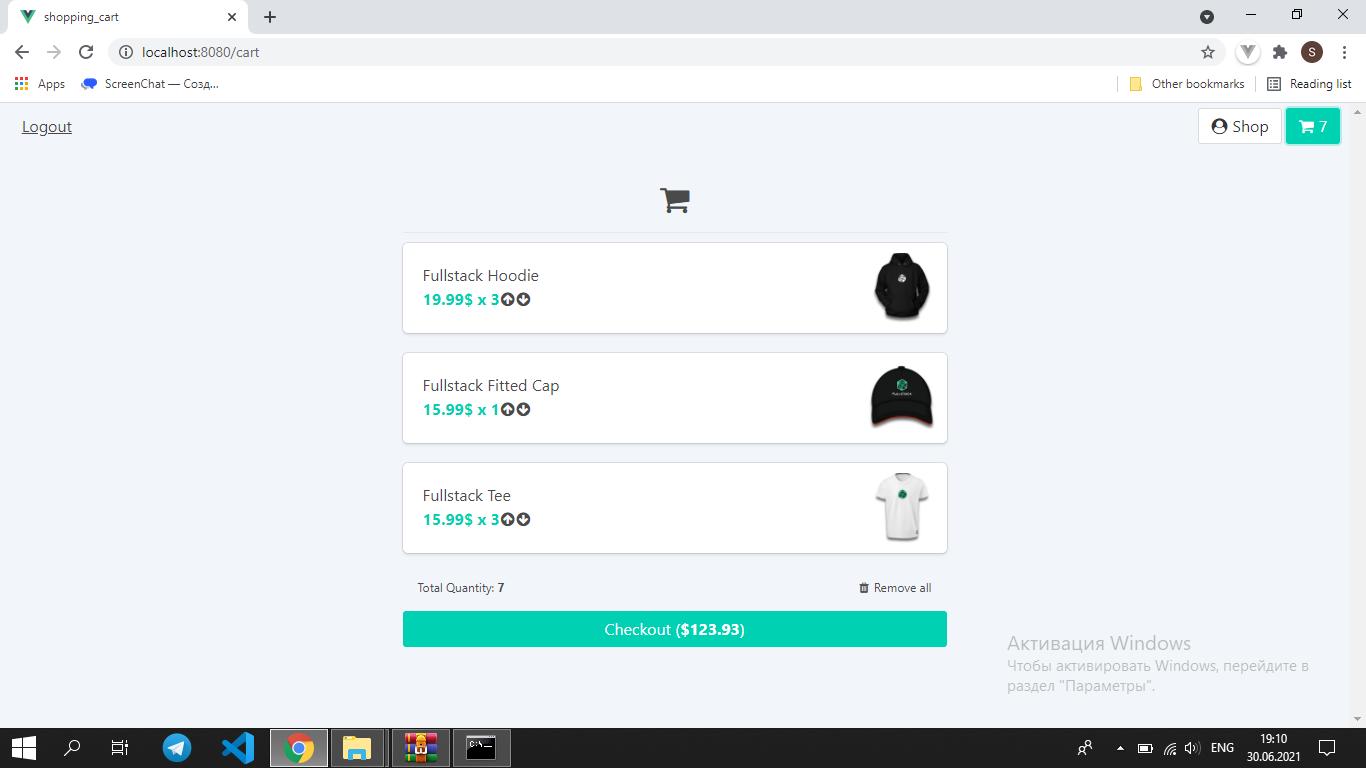 shopping_cart
localhost:8080/cart
S
Apps
ScreenChat — Созд...
Other bookmarks
Reading list
Logout
Shop
7
Fullstack Hoodie
19.99$ x 3
Fullstack Fitted Cap
15.99$ x 1
FULLSTACK
Fullstack Tee
15.99$ x 3
Total Quantity: 7
Remove all
Checkout ($123.93)
Активация Windows
Чтобы активировать Windows, перейдите в
раздел "Параметры".
C:\_
ENG
19:10
30.06.2021